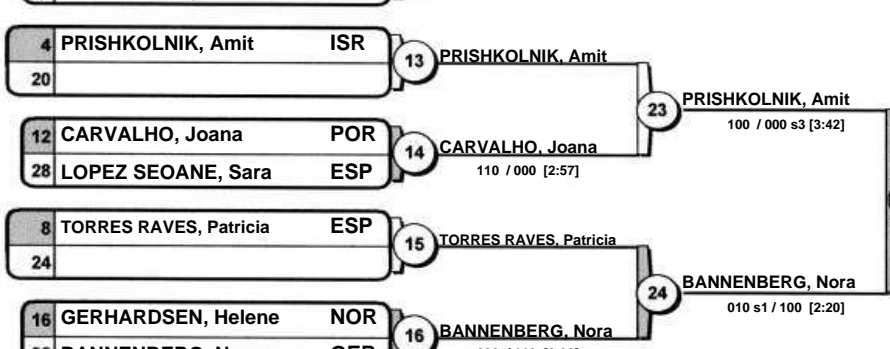 4 PRISHKOLNIK, Amit ISR
20
13
PRISHKOLNIK, Amit
12 CARVALHO, Joana POR
28 LOPEZ SEOANE, Sara ESP
14
CARVALHO, Joana
110 / 000 [2:57]
23
PRISHKOLNIK, Amit
100 / 000 s3 [3:42]
8 TORRES RAVES, Patricia ESP
24
15
TORRES RAVES, Patricia
16 GERHARDSEN, Helene NOR
BANNENBERG, GER
16
BANNENBERG, Nora
24
BANNENBERG, Nora
010 s1 / 100 [2:20]